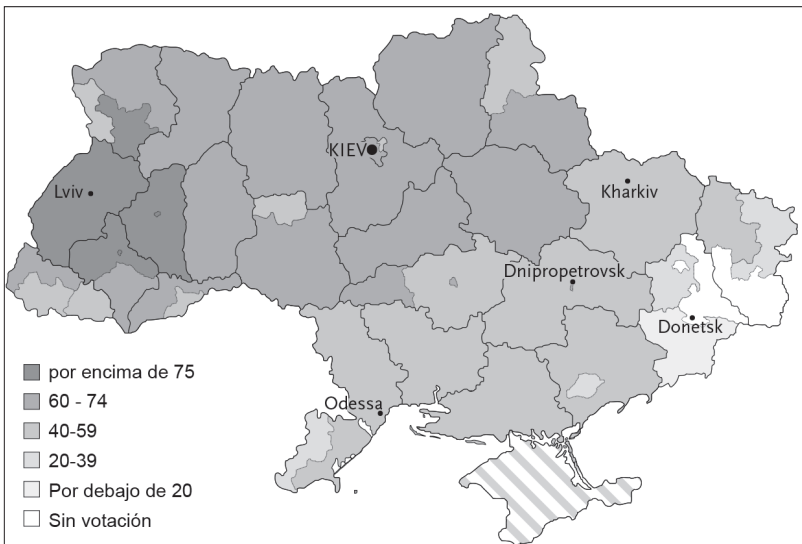 KIEV
Lviv
Kharkiv
Dnipropetrovsk
Donetsk
Odessa
por encima de 75
60 - 74
40-59
20-39
Por debajo de 20
Sin votación